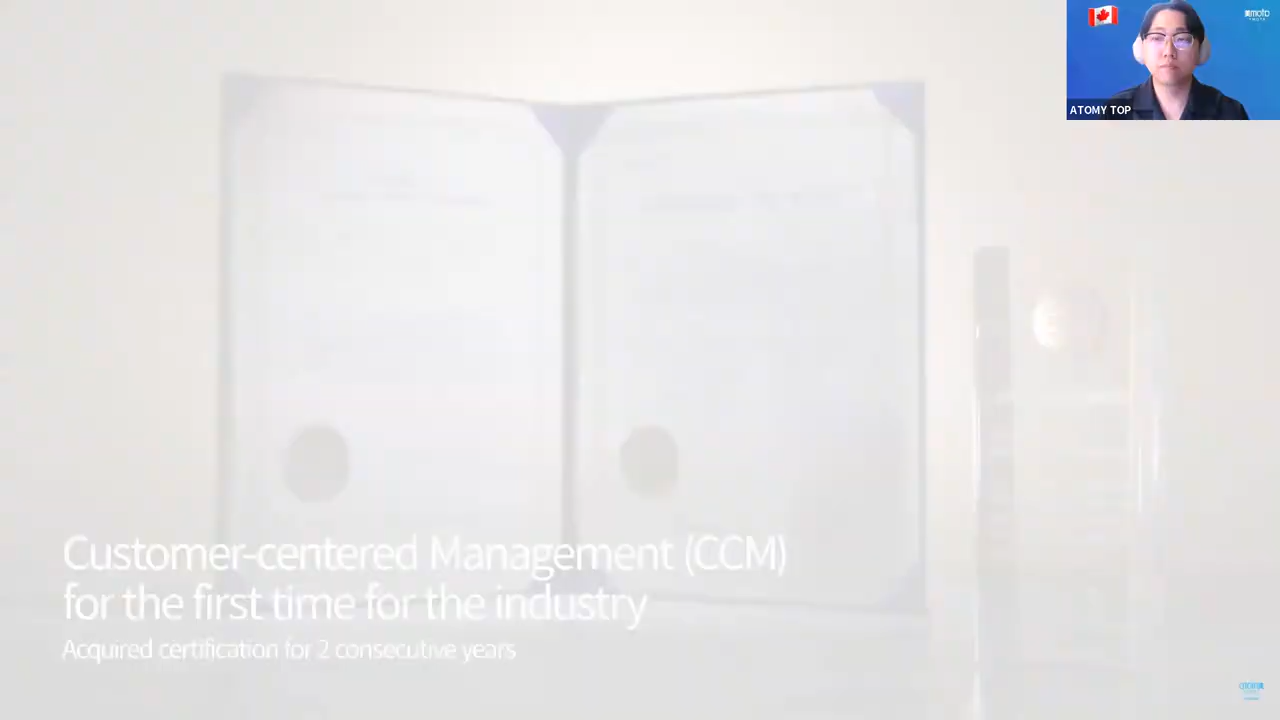 ATOMY TOP
Customer-centered Management (CCM)
for the first time for the industry
Acquired certification for 2 consecutive years